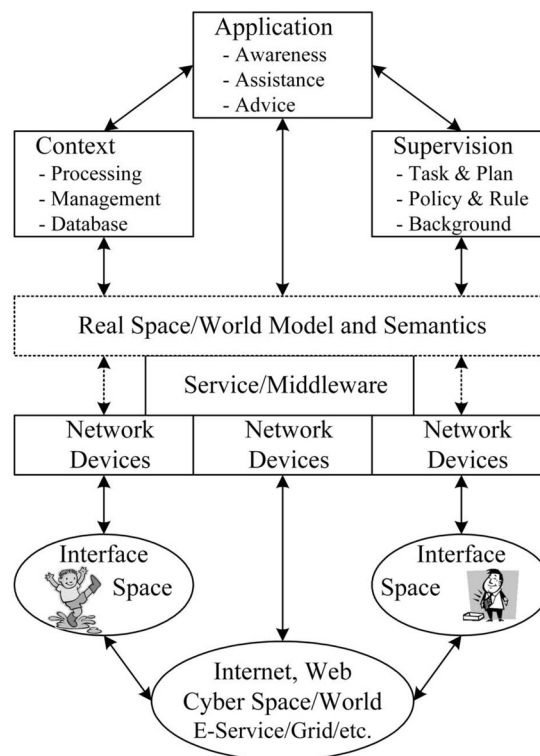 Application
- Awareness
- Assistance
- Advice
Context
- Processing
- Management
- Database
Supervision
- Task & Plan
- Policy & Rule
- Background
Real Space/World Model and Semantics
Service/Middleware
Network
Devices
Network
Devices
Network
Devices
Interface
Space
Interface
Space
Internet, Web
Cyber Space/World
E-Service/Grid/etc.